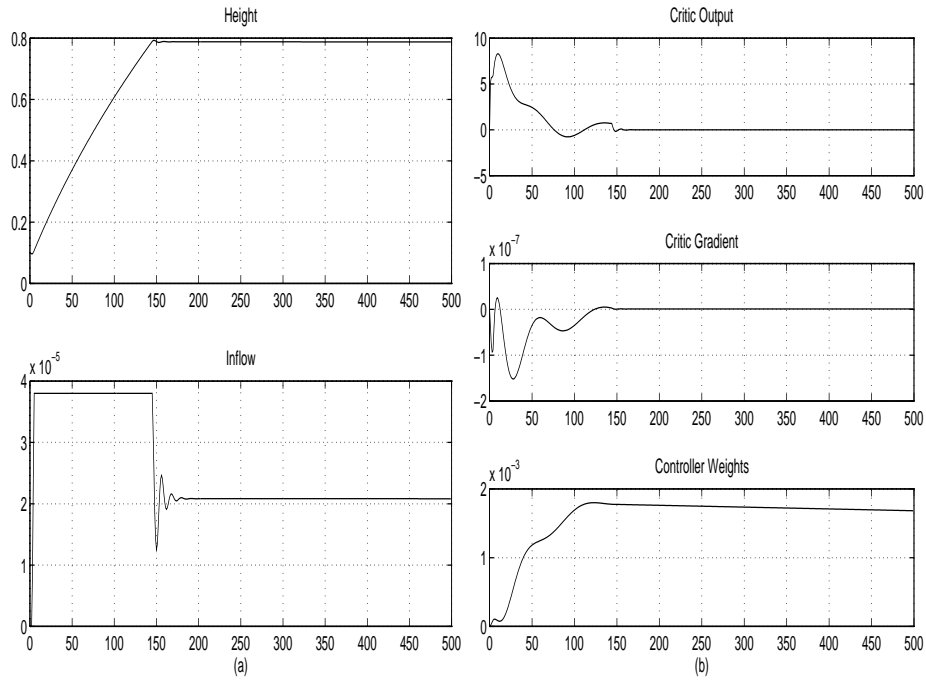 Height
0.8
0.6
0.4
0.2
0
0 50 100 150 200 250 300 350 400 450 500
x 10⁻⁵
Inflow
4
3
2
1
0
0 50 100 150 200 250 300 350 400 450 500
(a)
Critic Output
10
5
0
−5
0 50 100 150 200 250 300 350 400 450 500
x 10⁻⁷
Critic Gradient
1
0
−1
−2
0 50 100 150 200 250 300 350 400 450 500
x 10⁻³
Controller Weights
2
1
0
0 50 100 150 200 250 300 350 400 450 500
(b)